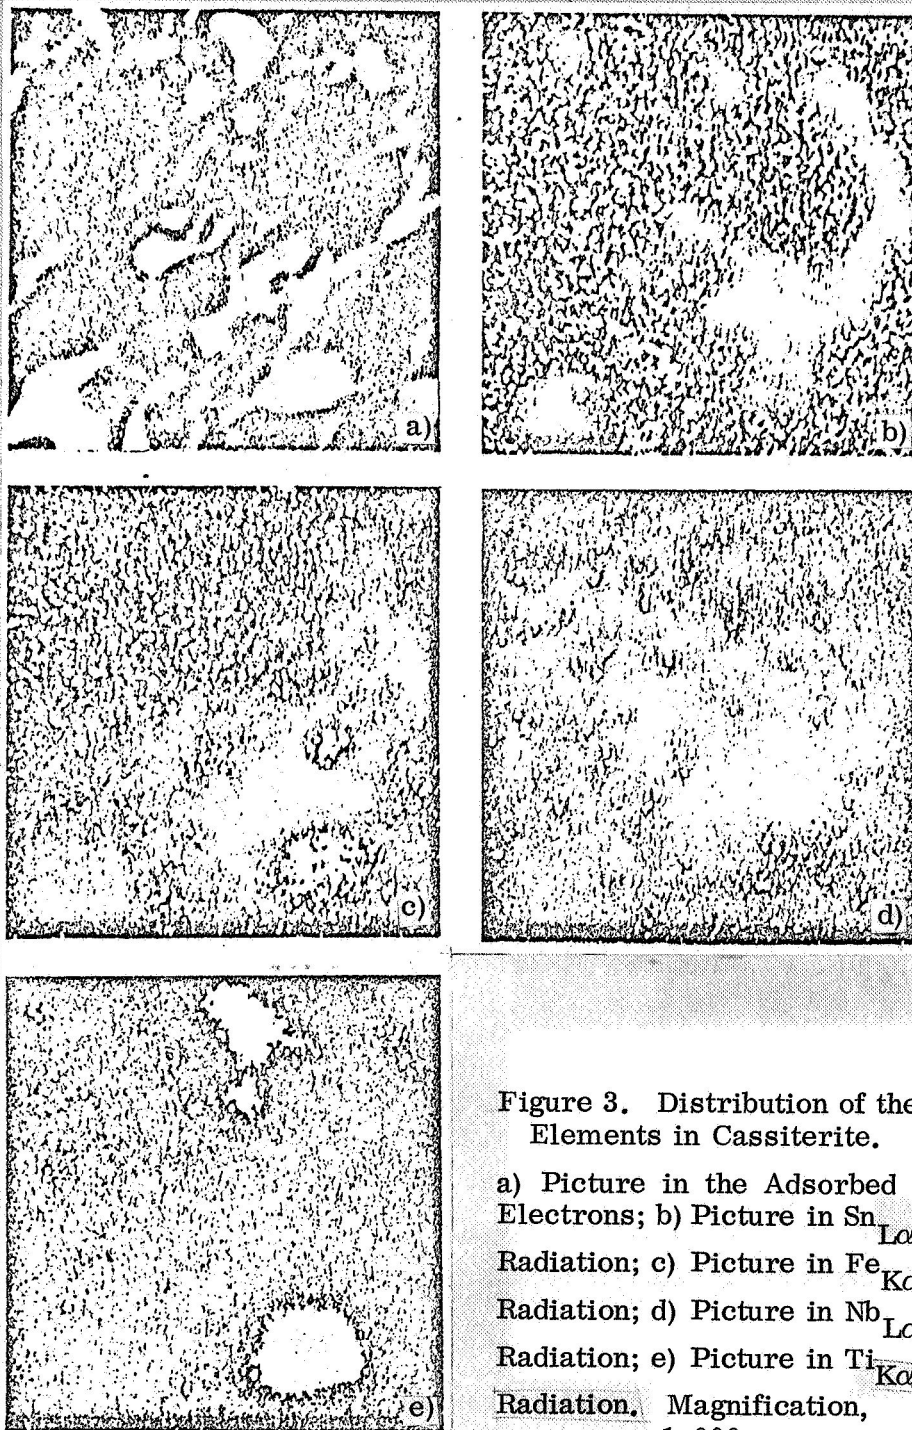 a)
b)
c)
d)
e)
Figure 3. Distribution of the
Elements in Cassiterite.
a) Picture in the Adsorbed
Electrons; b) Picture in Sn Lα
Radiation; c) Picture in Fe Kα
Radiation; d) Picture in Nb Lα
Radiation; e) Picture in Ti Kα
Radiation. Magnification,